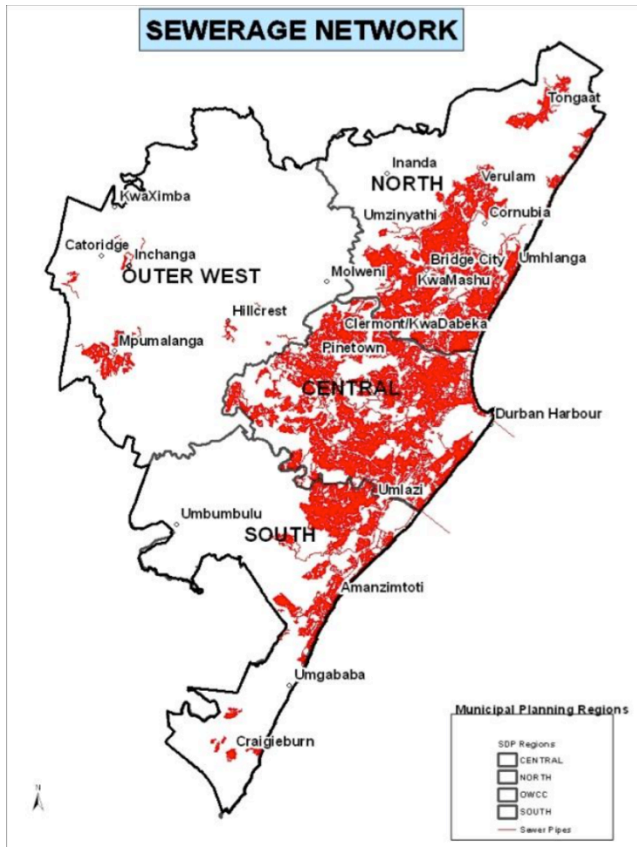 SEWERAGE NETWORK
Tongaat
Inanda
NORTH
Verulam
KwaXimba
Umzinyathi
Cornubia
Catoridge
Inchanga
Bridge City
Umhlanga
OUTER WEST
Molweni
KwaMashu
Hillcrest
Clermont/KwaDabeka
Mpumalanga
Pinetown
CENTRAL
Durban Harbour
Umlazi
Umbumbulu
SOUTH
Amanzimtoti
Umgababa
Craigieburn
Municipal Planning Regions
SDP Regions
CENTRAL
NORTH
OWCC
SOUTH
Sewer Pipes
N